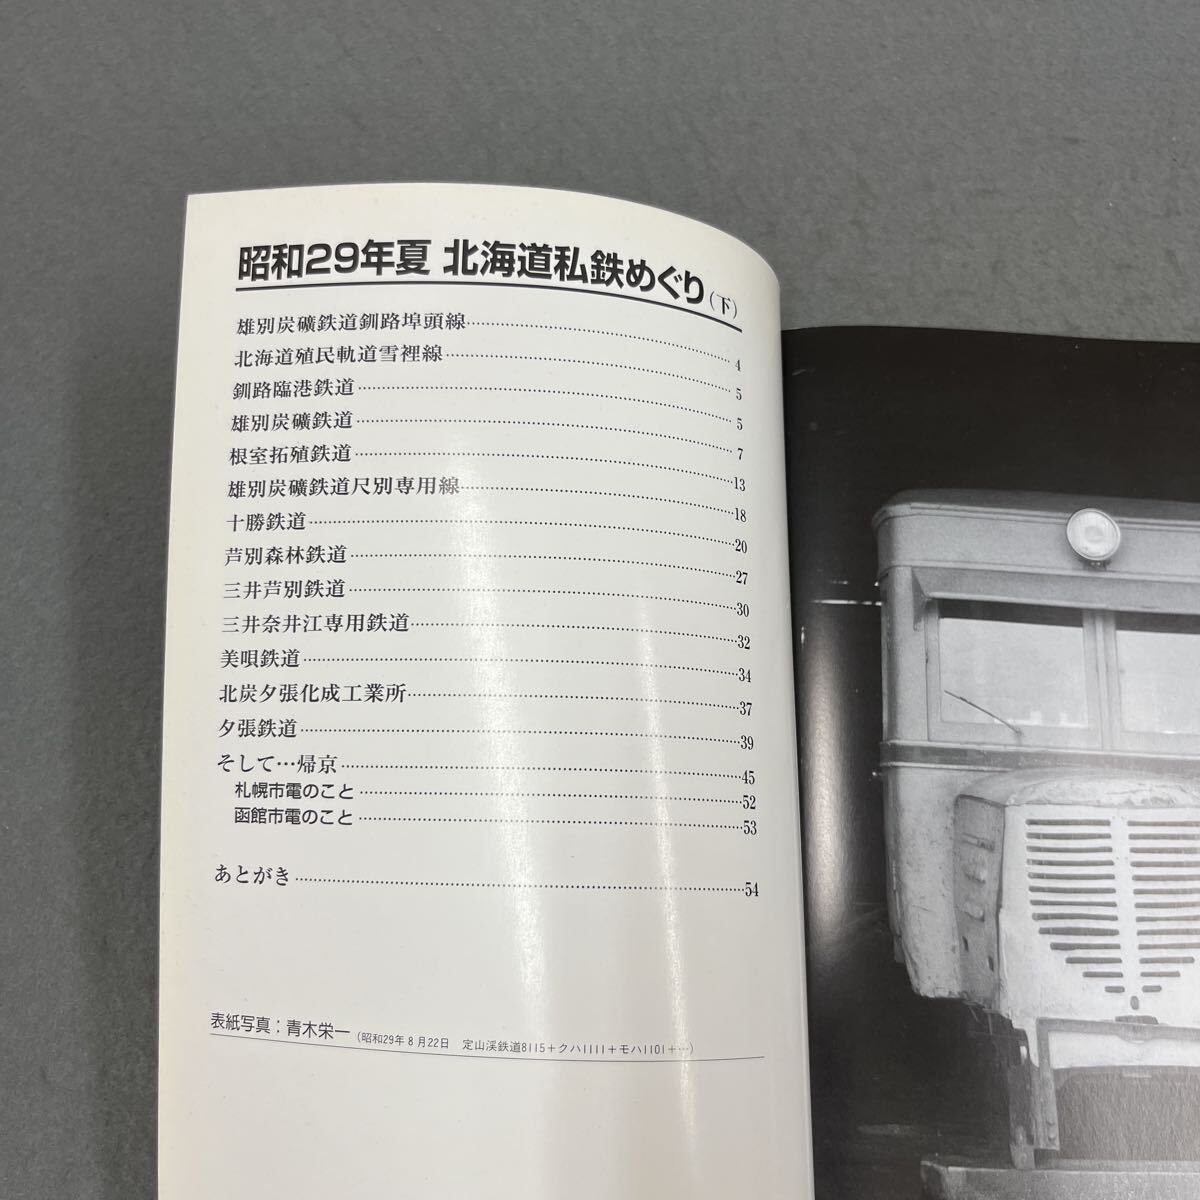 昭和29年夏 北海道私鉄めぐり(下)
雄別炭礦鉄道釧路埠頭線……4
北海道殖民軌道雪裡線……5
釧路臨港鉄道……5
雄別炭礦鉄道……7
根室拓殖鉄道……13
雄別炭礦鉄道尺別専用線……18
十勝鉄道……20
芦別森林鉄道……27
三井芦別鉄道……30
三井奈井江専用鉄道……32
美唄鉄道……34
北炭夕張化成工業所……37
夕張鉄道……39
そして…帰京……45
札幌市電のこと……52
函館市電のこと……53
あとがき……54
表紙写真：青木栄一 (昭和29年8月22日 定山渓鉄道8115＋クハ1111＋モハ1101＋…)